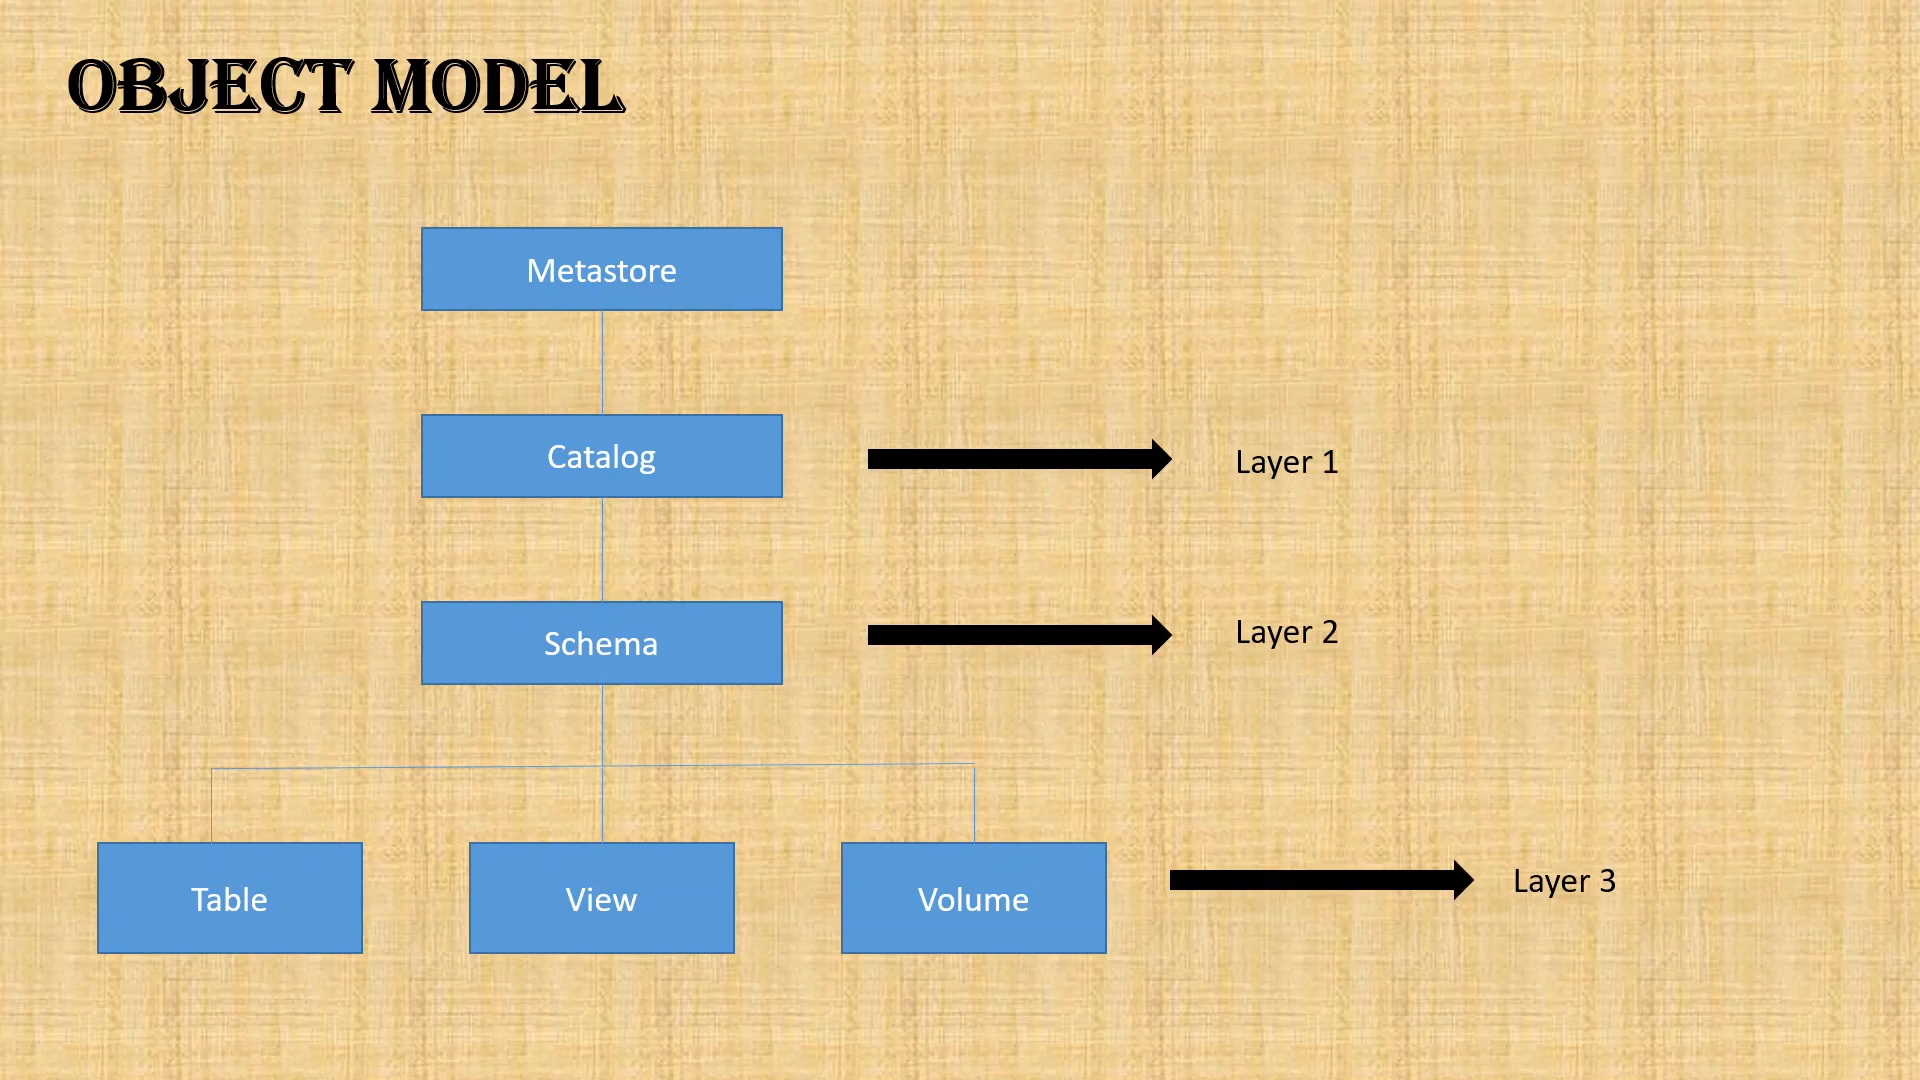 OBJECT MODEL
Metastore
Catalog
Layer 1
Schema
Layer 2
Table
View
Volume
Layer 3